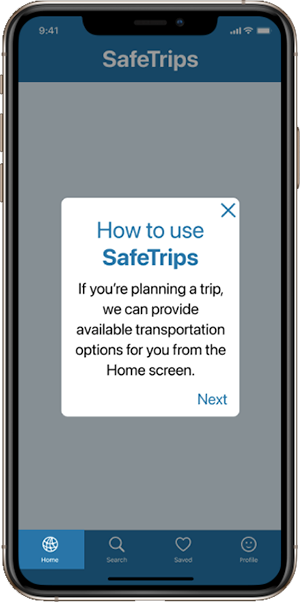 9:41
SafeTrips
How to use
SafeTrips
If you're planning a trip,
we can provide
available transportation
options for you from the
Home screen.
Next
Home Search Saved Profile